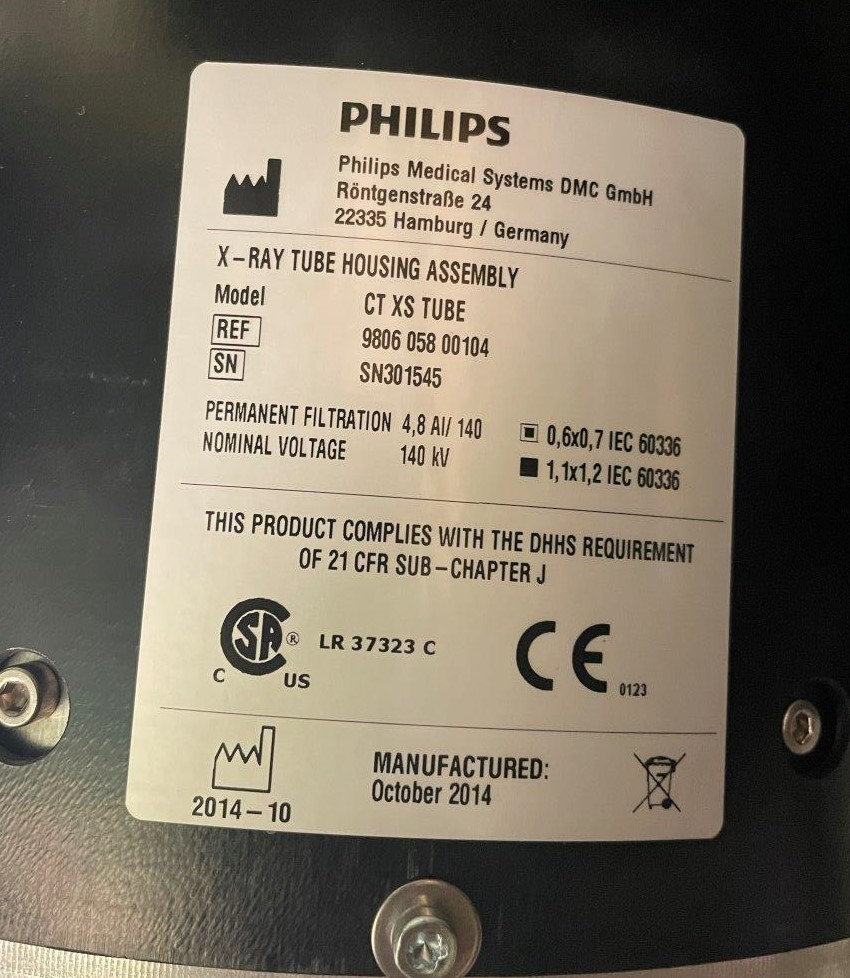 PHILIPS
Philips Medical Systems DMC GmbH
Röntgenstraße 24
22335 Hamburg / Germany
X-RAY TUBE HOUSING ASSEMBLY
Model CT XS TUBE
REF 9806 058 00104
SN SN301545
PERMANENT FILTRATION 4,8 Al/ 140 0,6x0,7 IEC 60336
NOMINAL VOLTAGE 140 kV 1,1x1,2 IEC 60336
THIS PRODUCT COMPLIES WITH THE DHHS REQUIREMENT
OF 21 CFR SUB-CHAPTER J
SA ® LR 37323 C CE 0123
C US
MANUFACTURED:
2014-10 October 2014